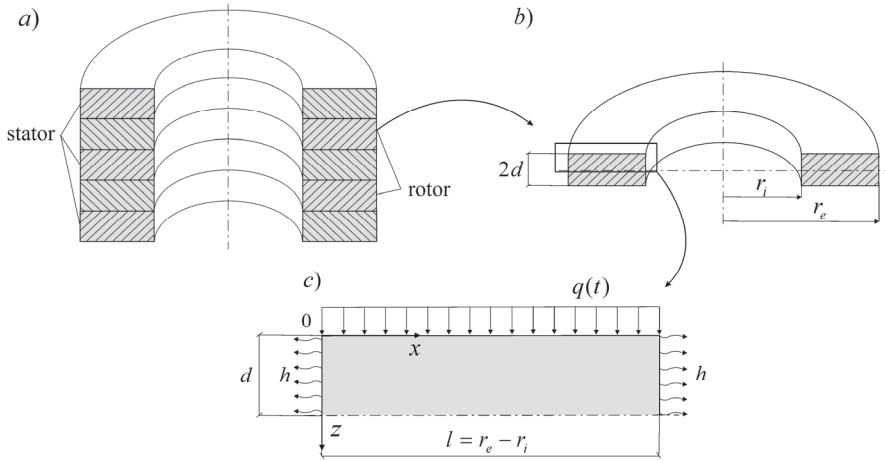 a)
b)
stator
rotor
2d
r_i
r_e
c)
q(t)
0
x
d
h
h
z
l = r_e − r_i